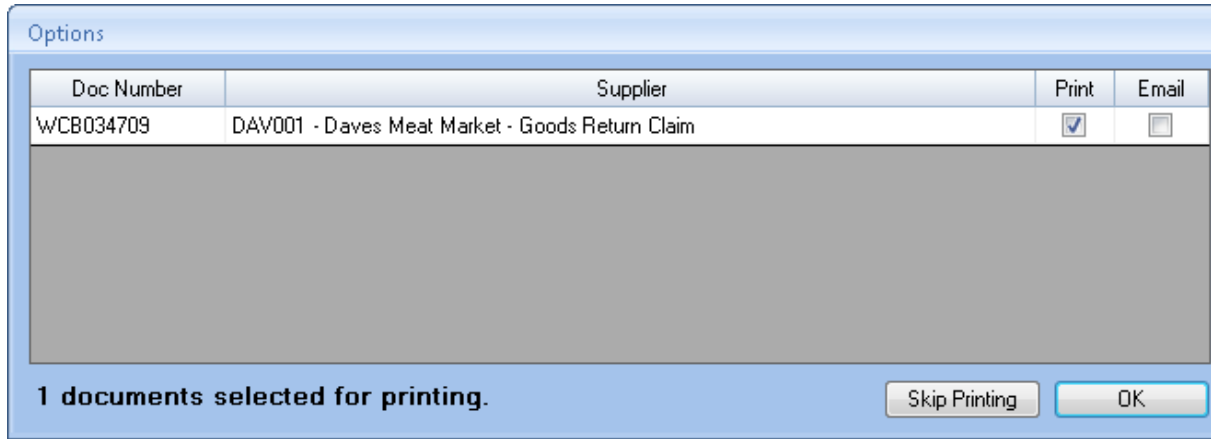 Options
Doc Number Supplier Print Email
WCB034709 DAV001 - Daves Meat Market - Goods Return Claim
1 documents selected for printing. Skip Printing OK